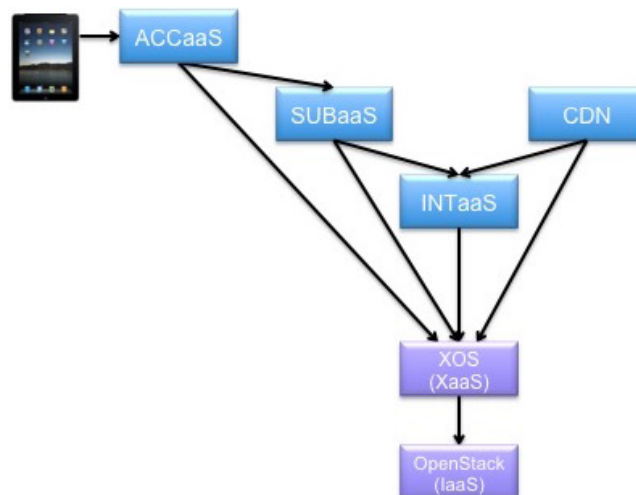 ACCaaS
SUBaaS
CDN
INTaaS
XOS
(XaaS)
OpenStack
(IaaS)